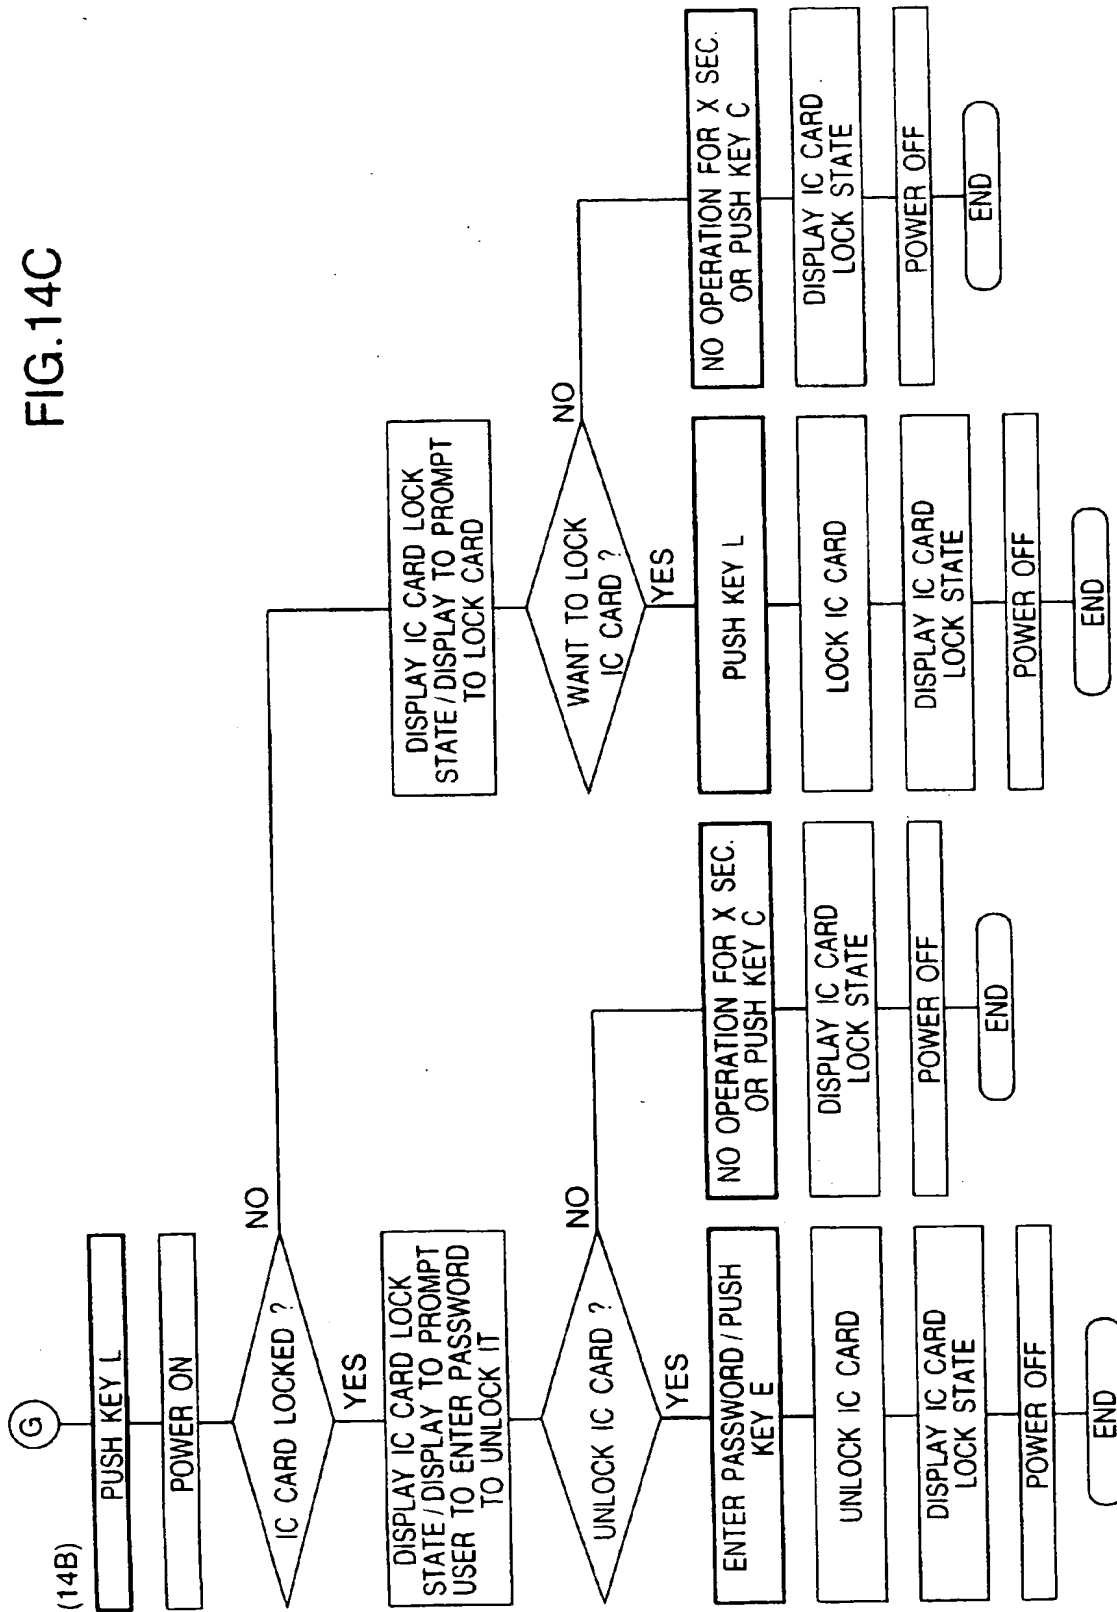 FIG.14C
(14B)
G
PUSH KEY L
POWER ON
IC CARD LOCKED ?
YES
NO
DISPLAY IC CARD LOCK
STATE / DISPLAY TO PROMPT
USER TO ENTER PASSWORD
TO UNLOCK IT
UNLOCK IC CARD ?
YES
NO
ENTER PASSWORD / PUSH
KEY E
UNLOCK IC CARD
DISPLAY IC CARD
LOCK STATE
POWER OFF
END
NO OPERATION FOR X SEC.
OR PUSH KEY C
DISPLAY IC CARD
LOCK STATE
POWER OFF
END
DISPLAY IC CARD LOCK
STATE / DISPLAY TO PROMPT
TO LOCK CARD
WANT TO LOCK
IC CARD ?
YES
NO
PUSH KEY L
LOCK IC CARD
DISPLAY IC CARD
LOCK STATE
POWER OFF
END
NO OPERATION FOR X SEC.
OR PUSH KEY C
DISPLAY IC CARD
LOCK STATE
POWER OFF
END